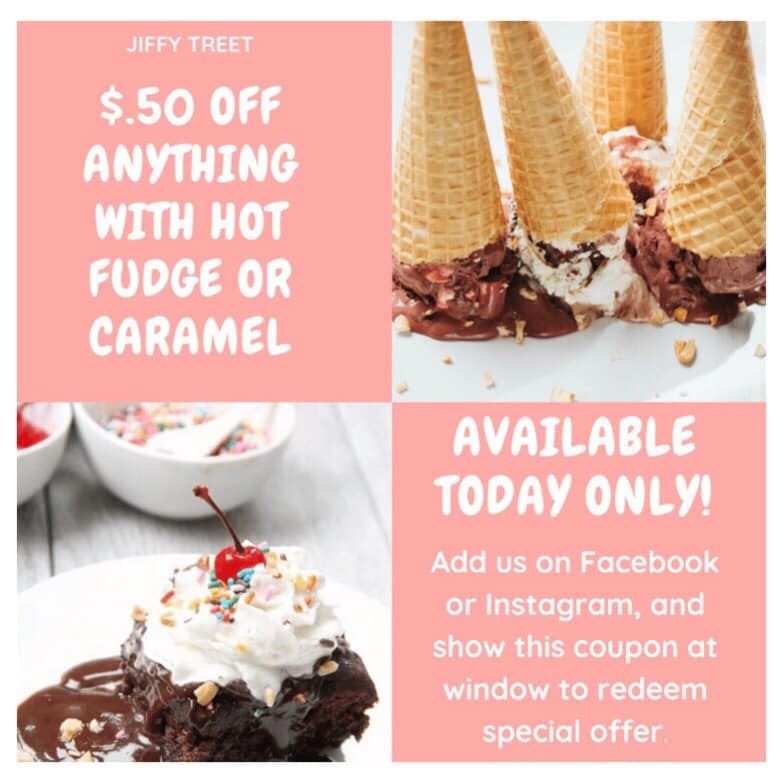 JIFFY TREET
$.50 OFF
ANYTHING
WITH HOT
FUDGE OR
CARAMEL
AVAILABLE
TODAY ONLY!
Add us on Facebook
or Instagram, and
show this coupon at
window to redeem
special offer.